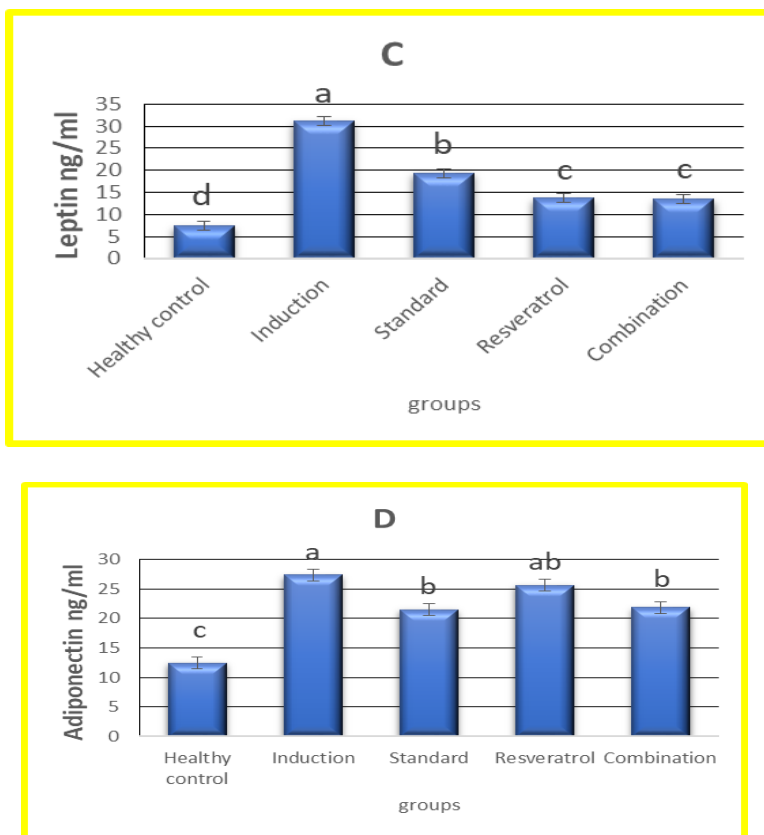 C
Leptin ng/ml
35
30
25
20
15
10
5
0
d
a
b
c
c
Healthy control
Induction
Standard
Resveratrol
Combination
groups
D
Adiponectin ng/ml
30
25
20
15
10
5
0
c
a
b
ab
b
Healthy control
Induction
Standard
Resveratrol
Combination
groups